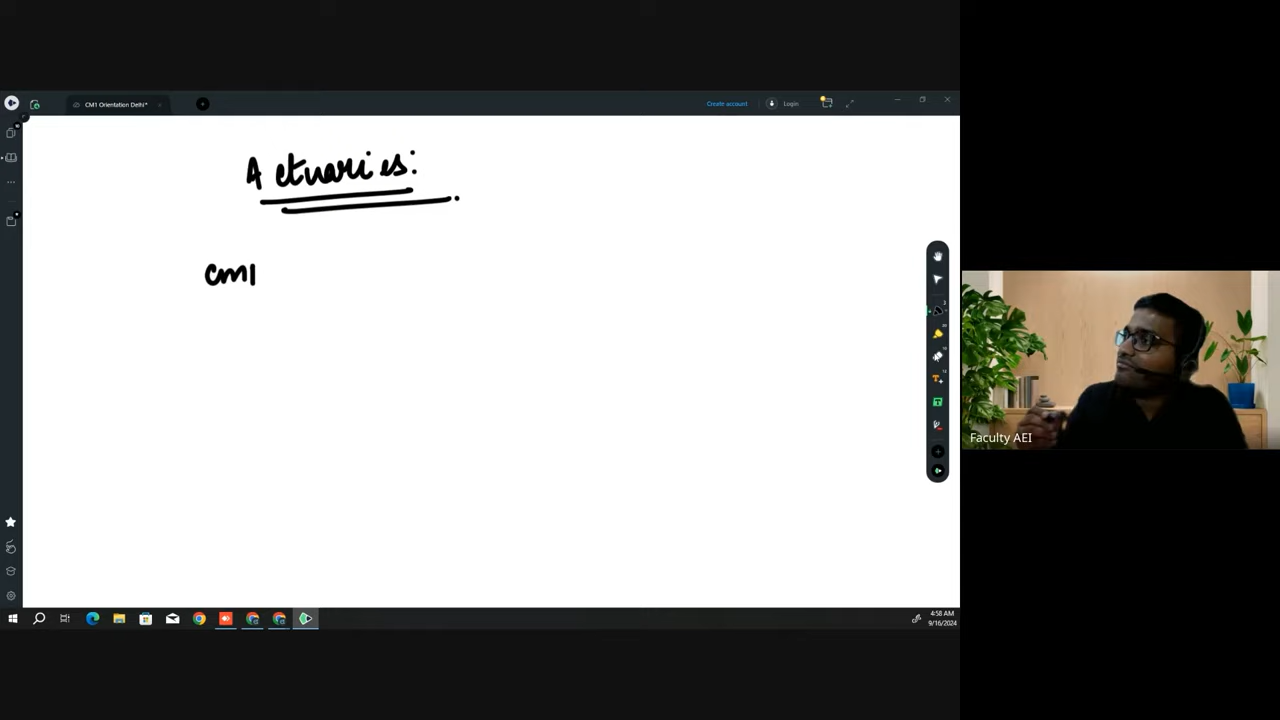 CM1 Orientation Delhi*
Create account
Login
Actuaries:
CM1
Faculty AEI
4:58 AM
9/16/2024